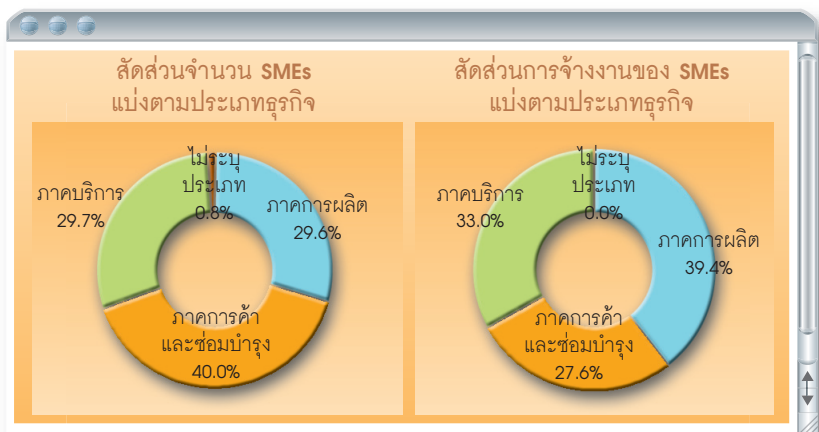 สัดส่วนจำนวน SMEs
แบ่งตามประเภทธุรกิจ
ไม่ระบุ
ประเภท
0.8%
ภาคบริการ
29.7%
ภาคการผลิต
29.6%
ภาคการค้า
และซ่อมบำรุง
40.0%
สัดส่วนการจ้างงานของ SMEs
แบ่งตามประเภทธุรกิจ
ไม่ระบุ
ประเภท
0.0%
ภาคบริการ
33.0%
ภาคการผลิต
39.4%
ภาคการค้า
และซ่อมบำรุง
27.6%